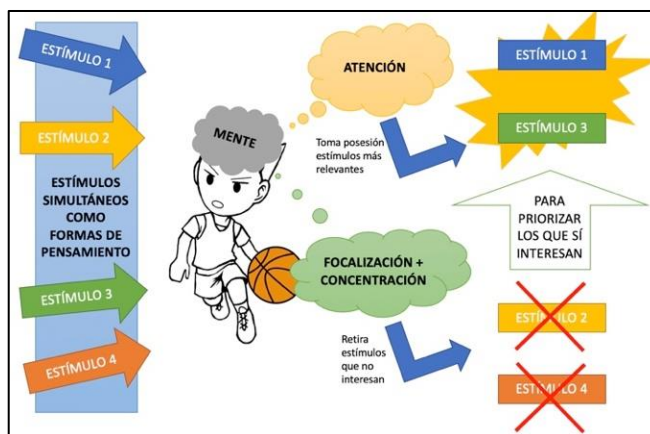 ESTÍMULO 1
ESTÍMULO 2
ESTÍMULOS
SIMULTÁNEOS
COMO
FORMAS DE
PENSAMIENTO
ESTÍMULO 3
ESTÍMULO 4
MENTE
ATENCIÓN
Toma posesión
estímulos más
relevantes
FOCALIZACIÓN +
CONCENTRACIÓN
Retira
estímulos
que no
interesan
ESTÍMULO 1
ESTÍMULO 3
PARA
PRIORIZAR
LOS QUE SÍ
INTERESAN
ESTÍMULO 2
ESTÍMULO 4